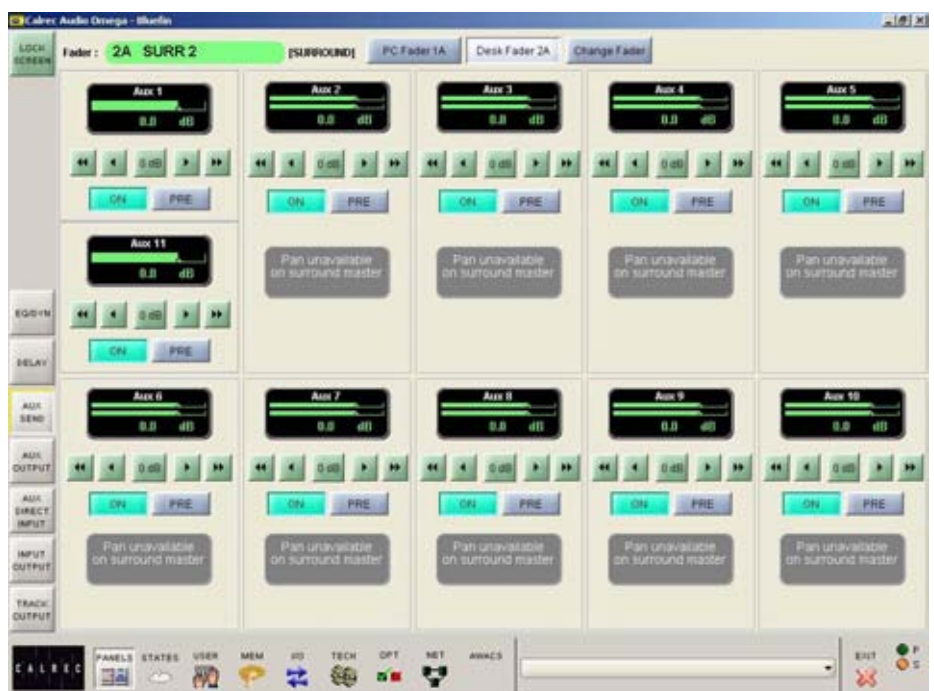 Calrec Audio Omega - Bluefin
LOCK
SCREEN
Fader : 2A SURR 2 [SURROUND] PC Fader 1A Desk Fader 2A Change Fader
Aux 1 Aux 2 Aux 3 Aux 4 Aux 5
0.0 dB 0.0 dB 0.0 dB 0.0 dB 0.0 dB
0 dB 0 dB 0 dB 0 dB 0 dB
ON PRE ON PRE ON PRE ON PRE ON PRE
Aux 11
0.0 dB
0 dB
ON PRE
Pan unavailable
on surround master
Pan unavailable
on surround master
Pan unavailable
on surround master
Pan unavailable
on surround master
EQ/DYN
DELAY
AUX
SEND
AUX
OUTPUT
AUX
DIRECT
INPUT
INPUT
OUTPUT
TRACK
OUTPUT
Aux 6 Aux 7 Aux 8 Aux 9 Aux 10
0.0 dB 0.0 dB 0.0 dB 0.0 dB 0.0 dB
0 dB 0 dB 0 dB 0 dB 0 dB
ON PRE ON PRE ON PRE ON PRE ON PRE
Pan unavailable
on surround master
Pan unavailable
on surround master
Pan unavailable
on surround master
Pan unavailable
on surround master
Pan unavailable
on surround master
CALREC PANELS STATES USER MEM I/O TECH OPT NET AWACS EXIT P
S